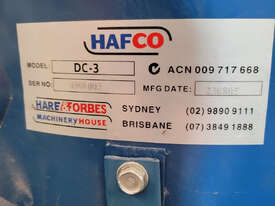 HAFCO
MODEL DC-3 ACN 009 717 668
SER NO. MFG DATE:
HARE & FORBES SYDNEY (02) 9890 9111
MACHINERYHOUSE BRISBANE (07) 3849 1888